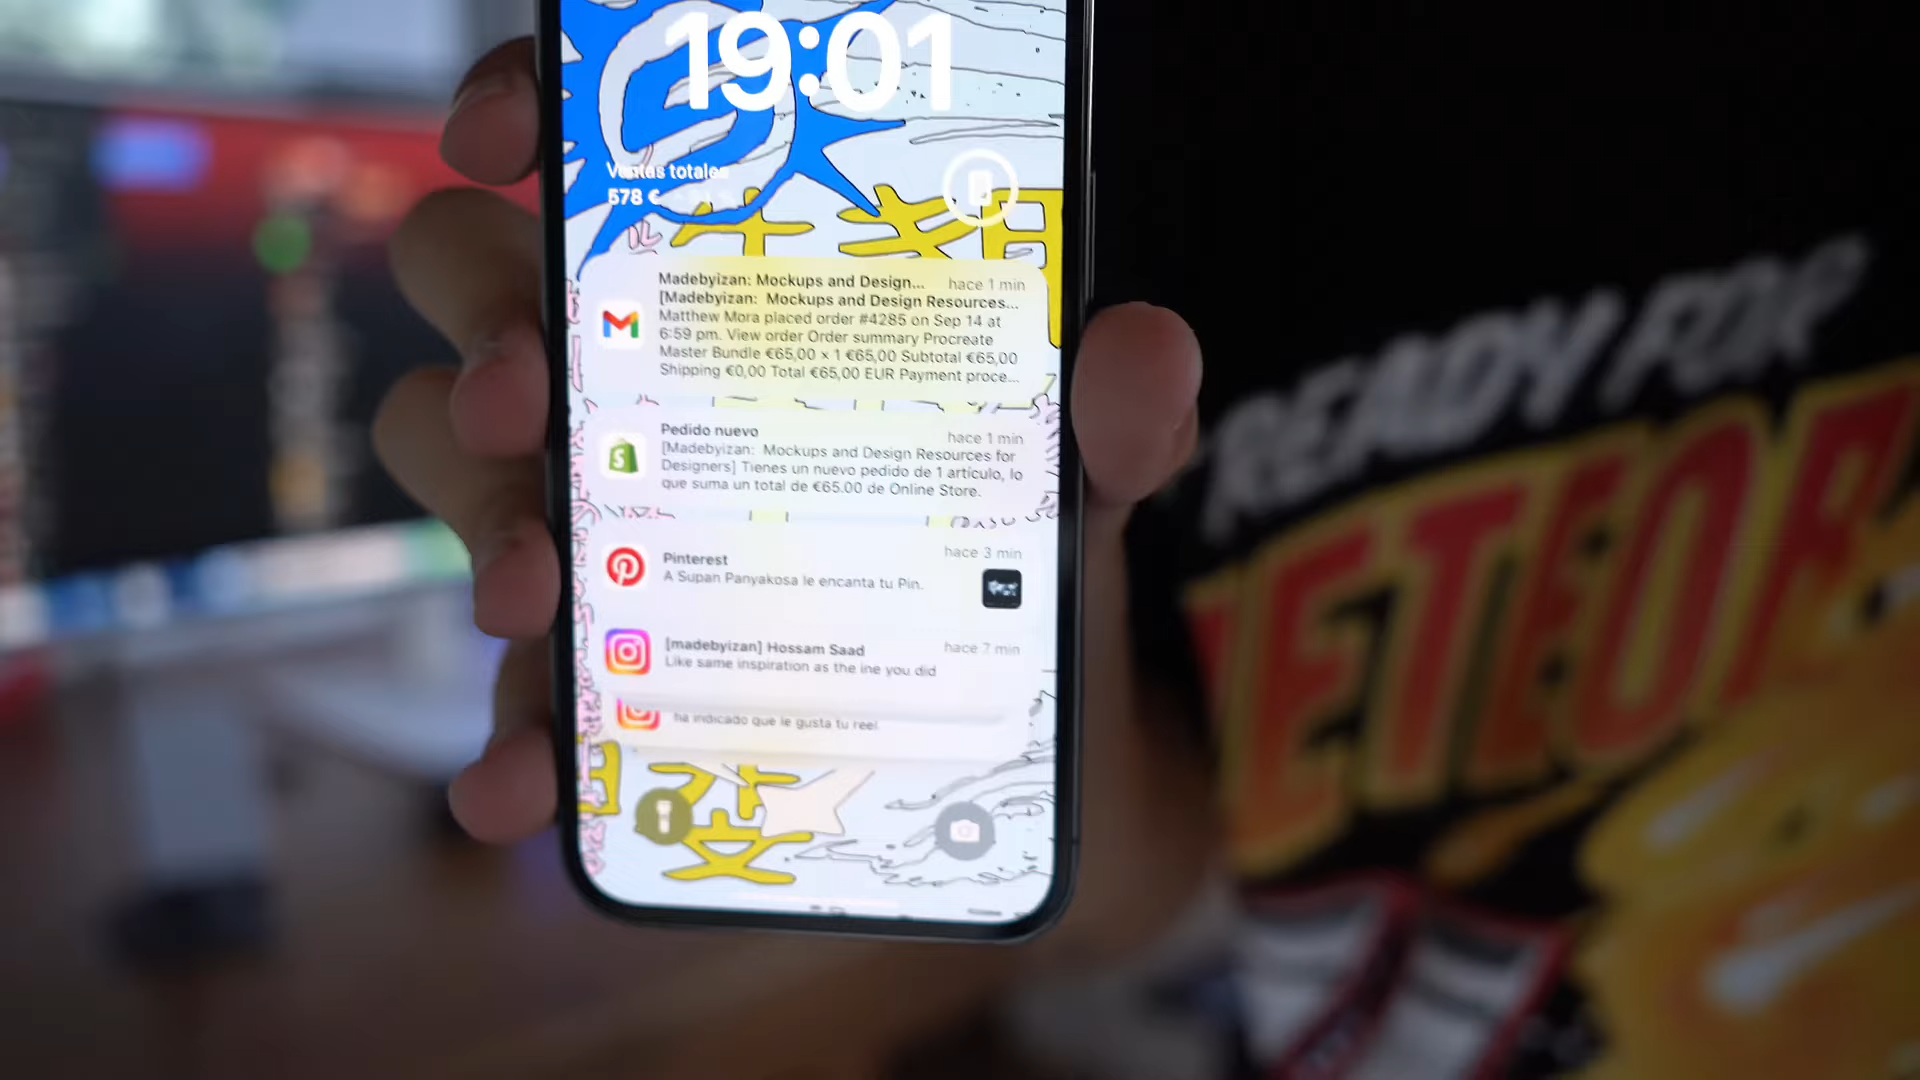 19:01
Ventas totales
578 €
Madebyizan: Mockups and Design... hace 1 min
[Madebyizan: Mockups and Design Resources...
Matthew Mora placed order #4285 on Sep 14 at
6:59 pm. View order Order summary Procreate
Master Bundle €65,00 x 1 €65,00 Subtotal €65,00
Shipping €0,00 Total €65,00 EUR Payment proce...
Pedido nuevo hace 1 min
[Madebyizan: Mockups and Design Resources for
Designers] Tienes un nuevo pedido de 1 artículo, lo
que suma un total de €65.00 de Online Store.
Pinterest hace 3 min
A Supan Panyakosa le encanta tu Pin.
[madebyizan] Hossam Saad hace 7 min
Like same inspiration as the ine you did
ha indicado que le gusta tu reel
READY FOR
METEOR